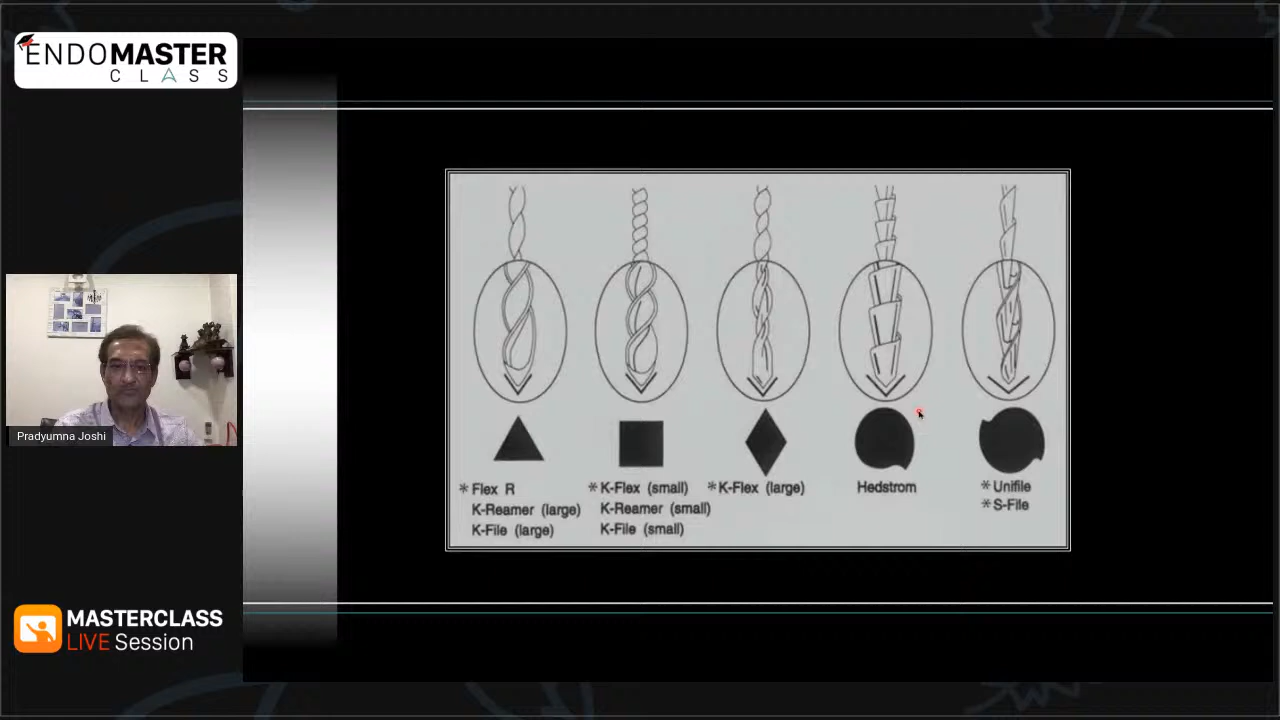 ENDOMASTER
CLASS
Pradyumna Joshi
MASTERCLASS
LIVE Session
* Flex R
K-Reamer (large)
K-File (large)
* K-Flex (small)
K-Reamer (small)
K-File (small)
* K-Flex (large)
Hedstrom
* Unifile
* S-File